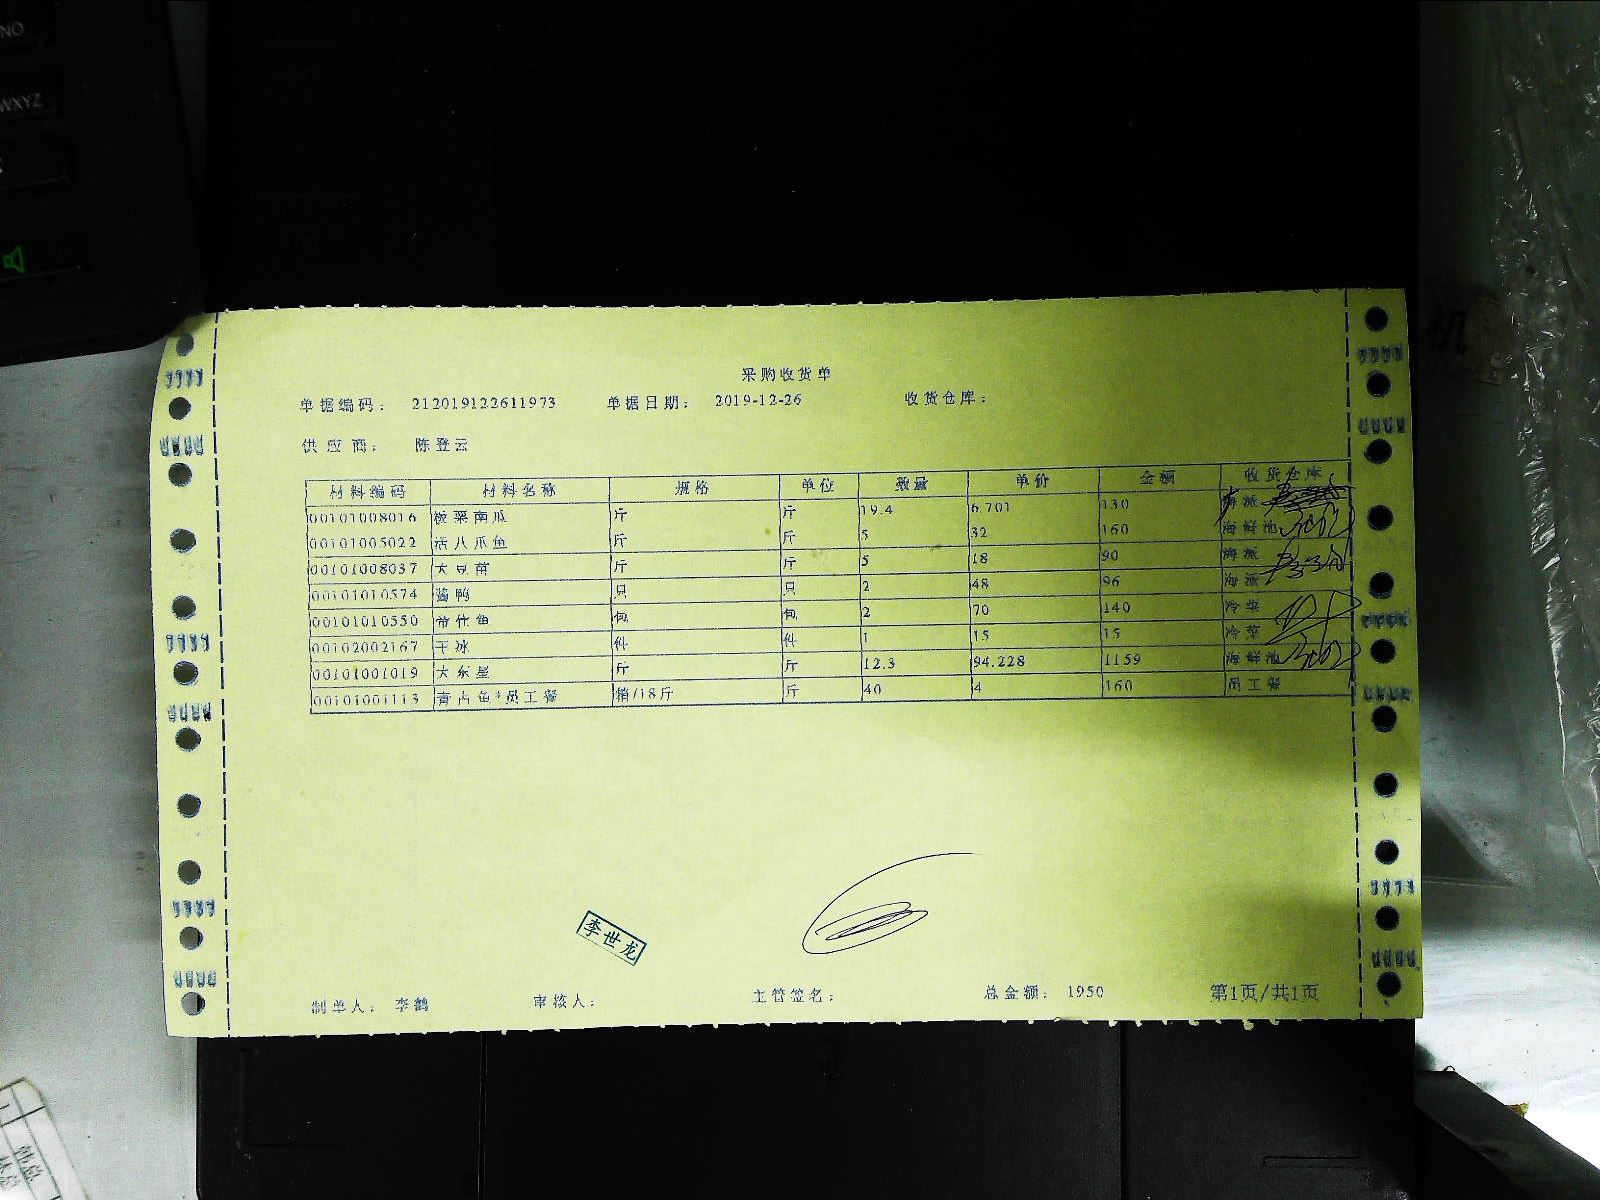 NO
WXYZ
机
采购收货单
单据编码： 212019122611973 单据日期： 2019-12-26 收货仓库：
供应商： 陈登云
材料编码 材料名称 规格 单位 数量 单价 金额 收货仓库
00101008016 板栗南瓜 斤 斤 19.4 6.701 130 海派
00101005022 活八爪鱼 斤 斤 5 32 160 海鲜池
00101008037 大豆苗 斤 斤 5 18 90 海派
00101010574 酱鸭 只 只 2 48 96 海派
00101010550 希什鱼 包 包 2 70 140 冷菜
00102002167 干冰 件 件 1 15 15 冷菜
00101001019 大东星 斤 斤 12.3 94.228 1159 海鲜池
00101001113 青占鱼*员工餐 箱/18斤 斤 40 4 160 员工餐
李世龙
制单人： 李鹤 审核人： 主管签名： 总金额： 1950 第1页/共1页